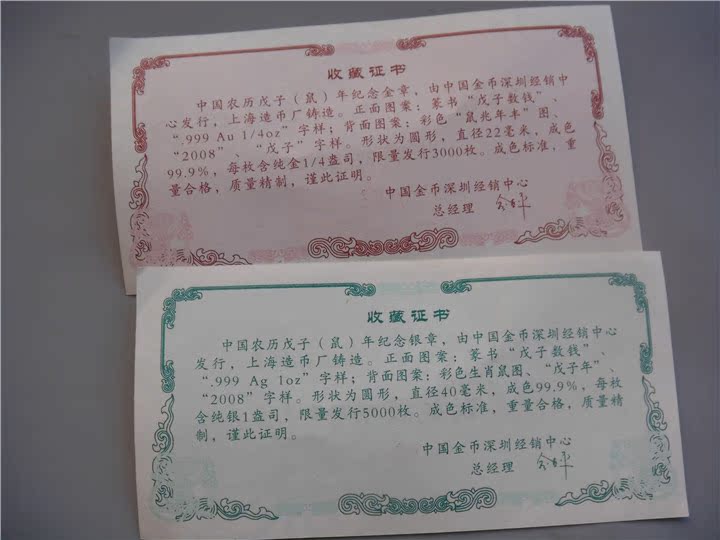 收藏证书
中国农历戊子（鼠）年纪念金章，由中国金币深圳经销中
心发行，上海造币厂铸造。正面图案：篆书“戊子数钱”、
“.999 Au 1/4oz”字样；背面图案：彩色“鼠兆年丰”图、
“2008” “戊子”字样。形状为圆形，直径22毫米，成色
99.9%，每枚含纯金1/4盎司，限量发行3000枚。成色标准，重
量合格，质量精制，谨此证明。
中国金币深圳经销中心
总经理
收藏证书
中国农历戊子（鼠）年纪念银章，由中国金币深圳经销中心
发行，上海造币厂铸造。正面图案：篆书“戊子数钱”、
“.999 Ag 1oz”字样；背面图案：彩色生肖鼠图、“戊子年”、
“2008”字样。形状为圆形，直径40毫米，成色99.9%，每枚
含纯银1盎司，限量发行5000枚。成色标准，重量合格，质量精
制，谨此证明。
中国金币深圳经销中心
总经理